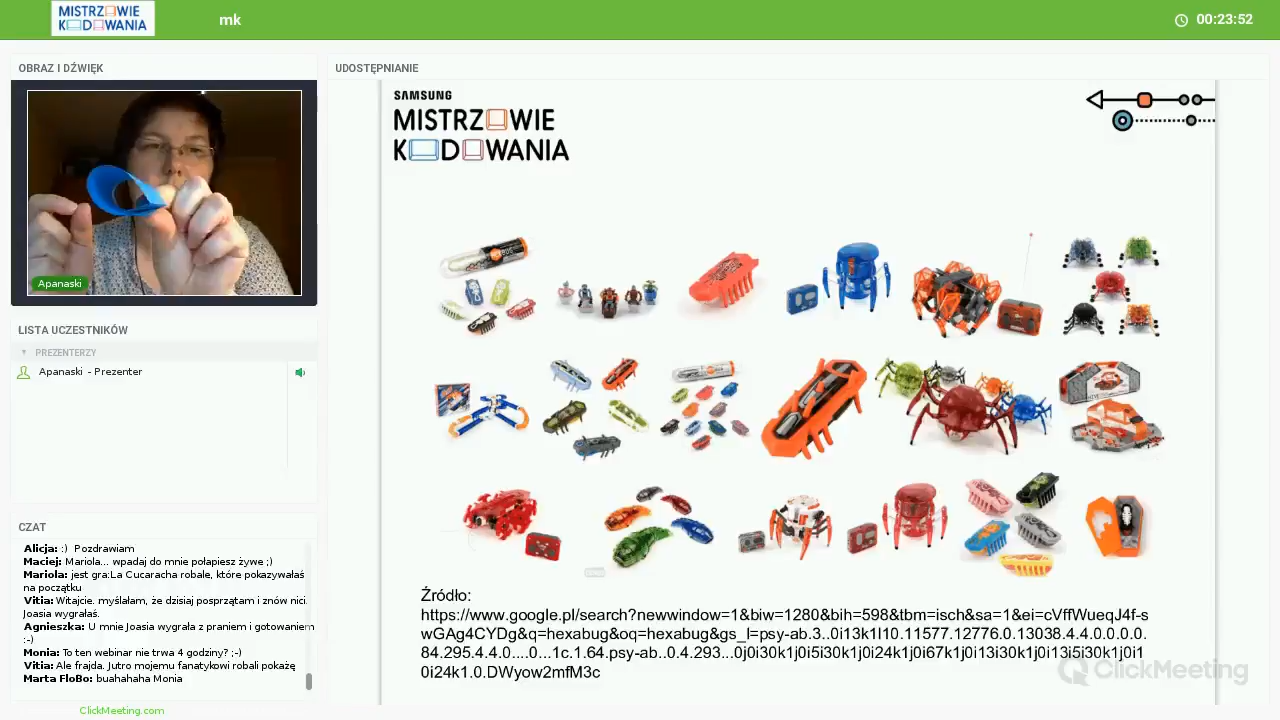 MISTRZOWIE
KODOWANIA
mk
00:23:52
OBRAZ I DŹWIĘK
Apanaski
LISTA UCZESTNIKÓW
PREZENTERZY
Apanaski - Prezenter
CZAT
Alicja: :) Pozdrawiam
Maciej: Mariola... wpadaj do mnie połapiesz żywe ;)
Mariola: jest gra:La Cucaracha robale, które pokazywałaś
na początku
Vitia: Witajcie. myślałam, że dzisiaj posprzątam i znów nici.
Joasia wygrałaś.
Agnieszka: U mnie Joasia wygrała z praniem i gotowaniem
:-)
Monia: To ten webinar nie trwa 4 godziny? ;-)
Vitia: Ale frajda. Jutro mojemu fanatykowi robali pokażę
Marta FloBo: buahahaha Monia
ClickMeeting.com
UDOSTĘPNIANIE
SAMSUNG
MISTRZOWIE
KODOWANIA
Źródło:
https://www.google.pl/search?newwindow=1&biw=1280&bih=598&tbm=isch&sa=1&ei=cVffWueqJ4f-s
wGAg4CYDg&q=hexabug&oq=hexabug&gs_l=psy-ab.3..0i13k1l10.11577.12776.0.13038.4.4.0.0.0.0.
84.295.4.4.0....0...1c.1.64.psy-ab..0.4.293...0j0i30k1j0i5i30k1j0i24k1j0i67k1j0i13i30k1j0i13i5i30k1j0i1
0i24k1.0.DWyow2mfM3c
ClickMeeting